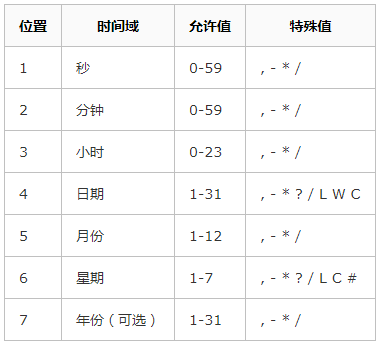 位置 时间域 允许值 特殊值
1 秒 0-59 , - * /
2 分钟 0-59 , - * /
3 小时 0-23 , - * /
4 日期 1-31 , - * ? / L W C
5 月份 1-12 , - * /
6 星期 1-7 , - * ? / L C #
7 年份（可选） 1-31 , - * /